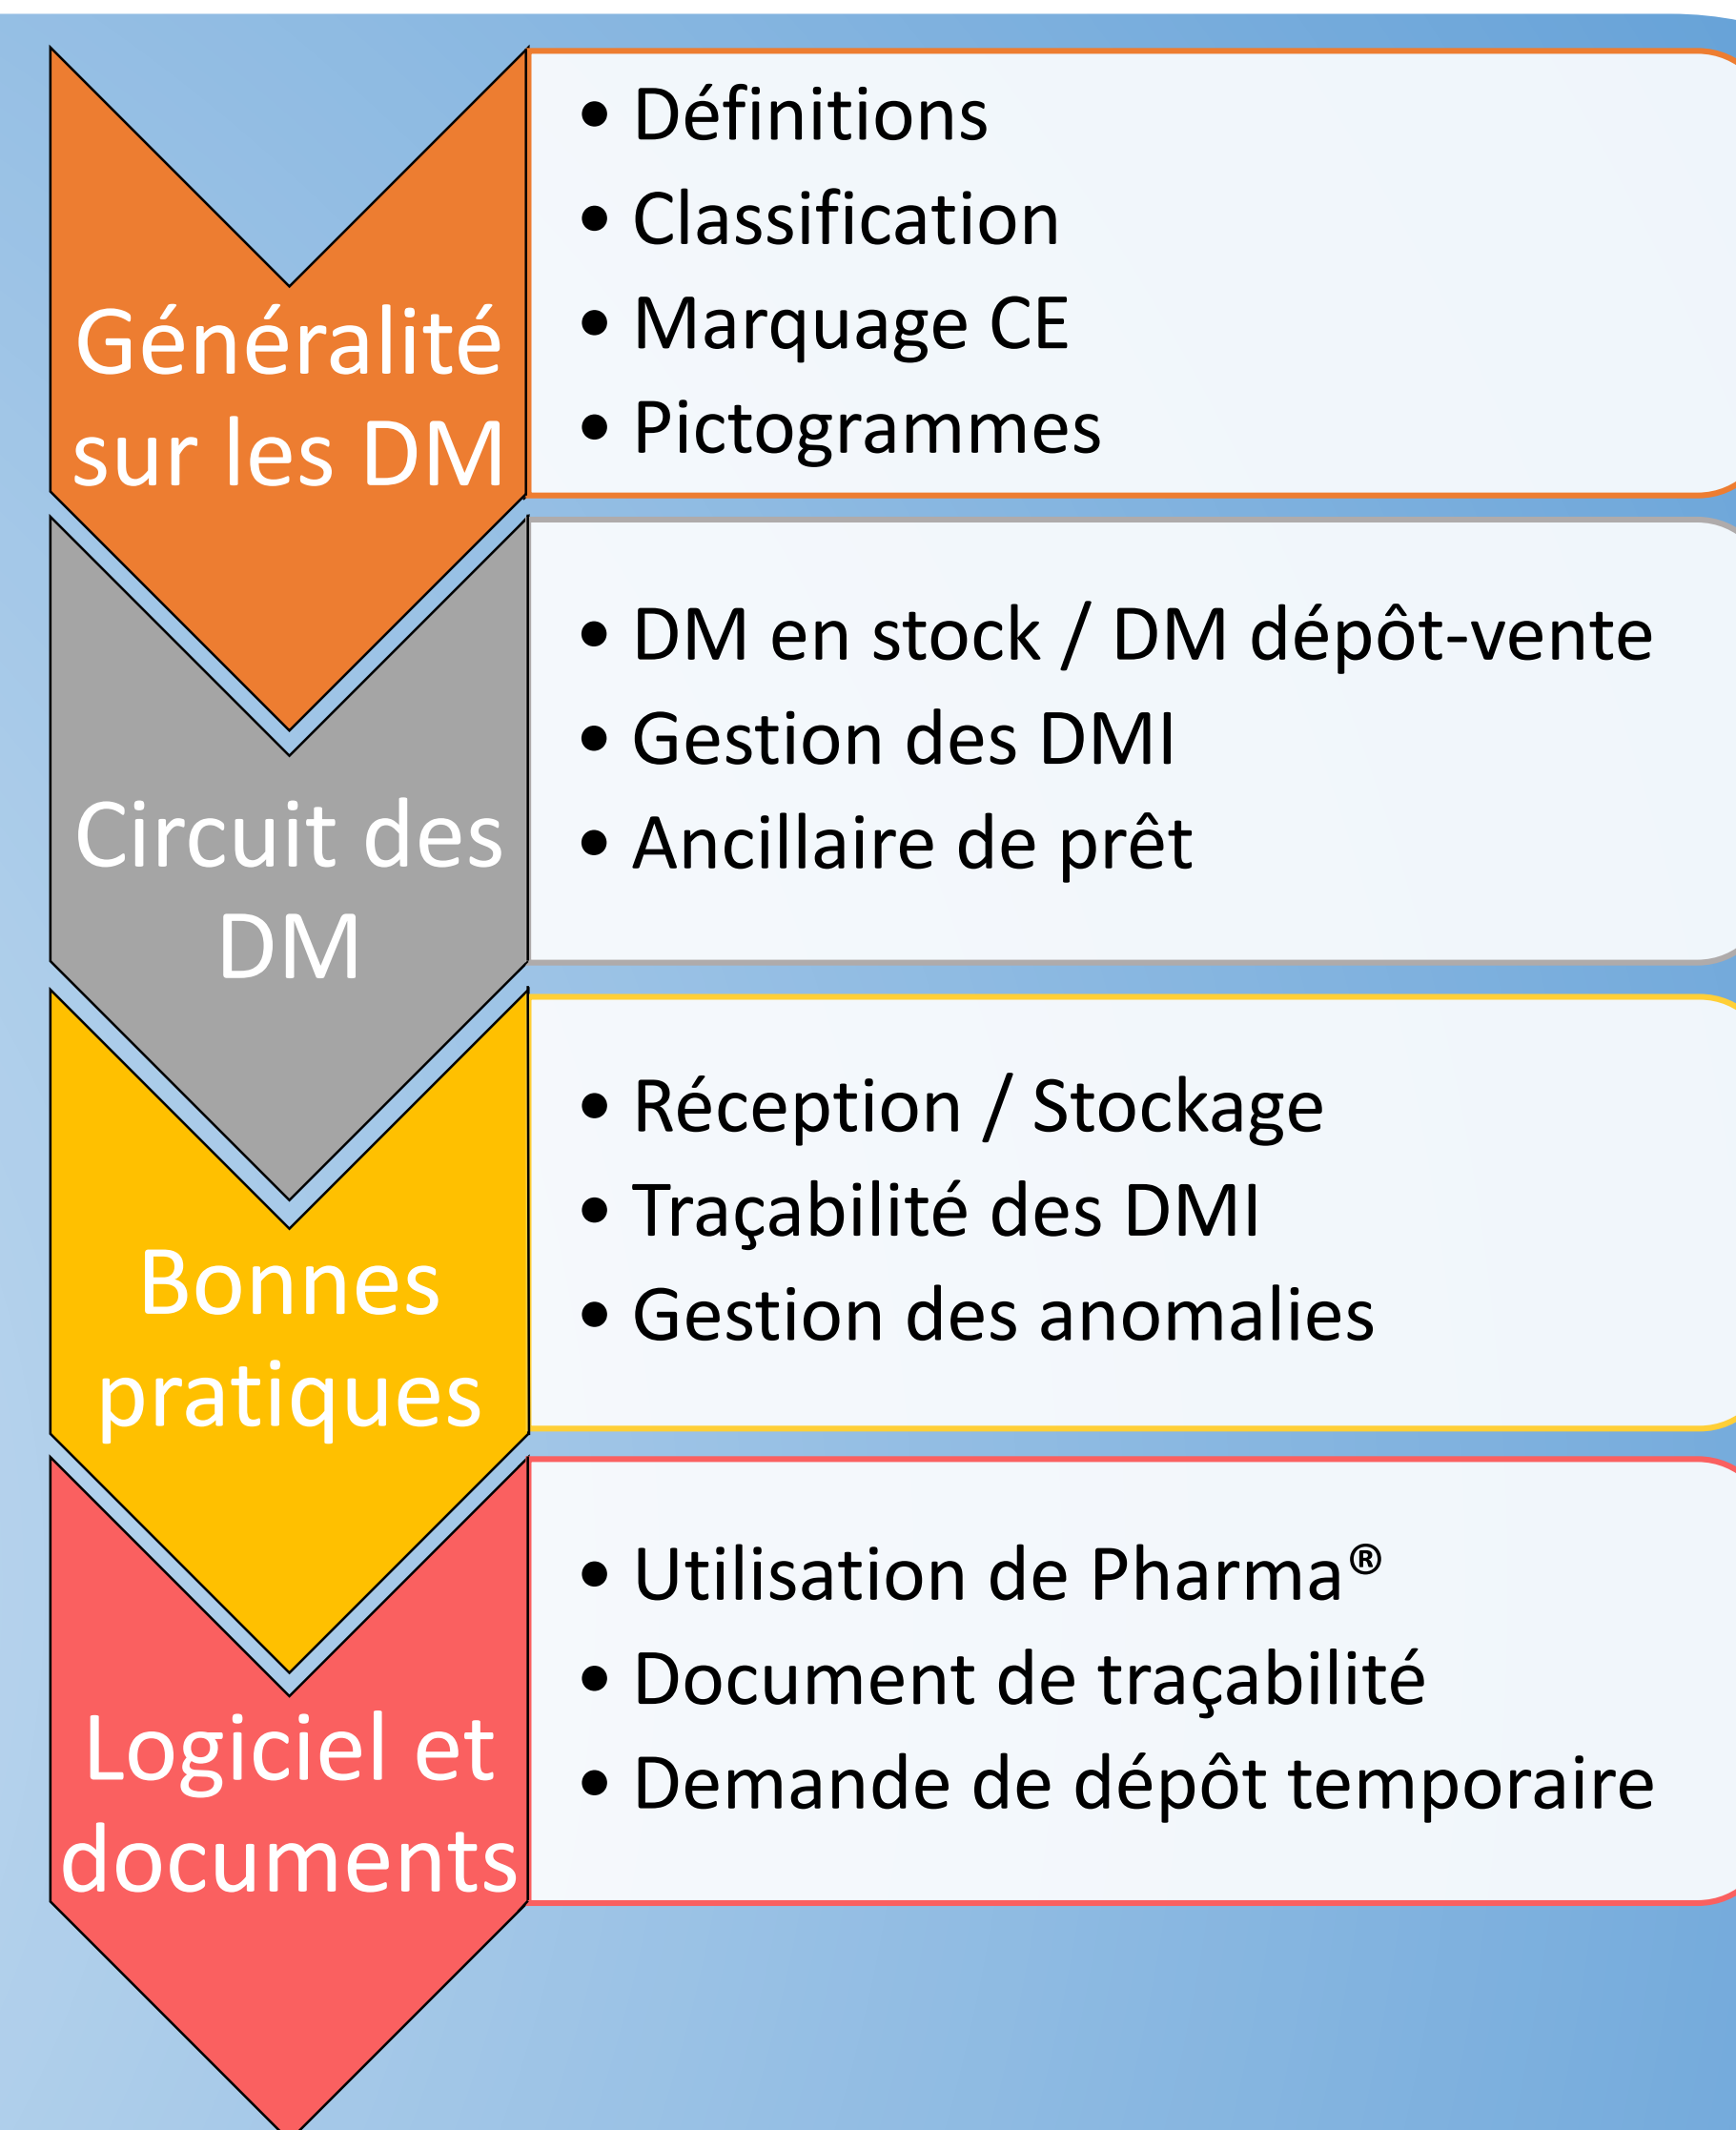 Généralité
sur les DM
• Définitions
• Classification
• Marquage CE
• Pictogrammes
Circuit des
DM
• DM en stock / DM dépôt-vente
• Gestion des DMI
• Ancillaire de prêt
Bonnes
pratiques
• Réception / Stockage
• Traçabilité des DMI
• Gestion des anomalies
Logiciel et
documents
• Utilisation de Pharma®
• Document de traçabilité
• Demande de dépôt temporaire